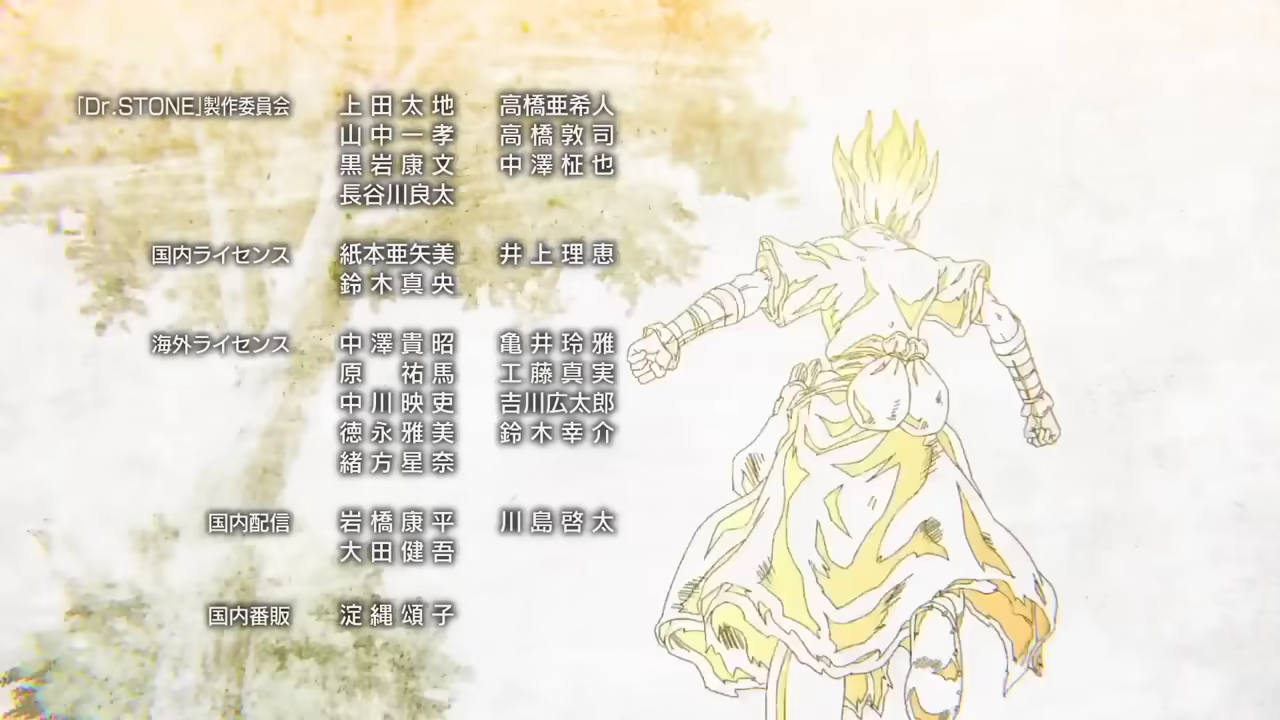 「Dr.STONE」製作委員会 上田太地 高橋亜希人
山中一孝 高橋敦司
黒岩康文 中澤柾也
長谷川良太
国内ライセンス 紙本亜矢美 井上理恵
鈴木真央
海外ライセンス 中澤貴昭 亀井玲雅
原 祐馬 工藤真実
中川映吏 吉川広太郎
徳永雅美 鈴木幸介
緒方星奈
国内配信 岩橋康平 川島啓太
大田健吾
国内番販 淀縄頌子